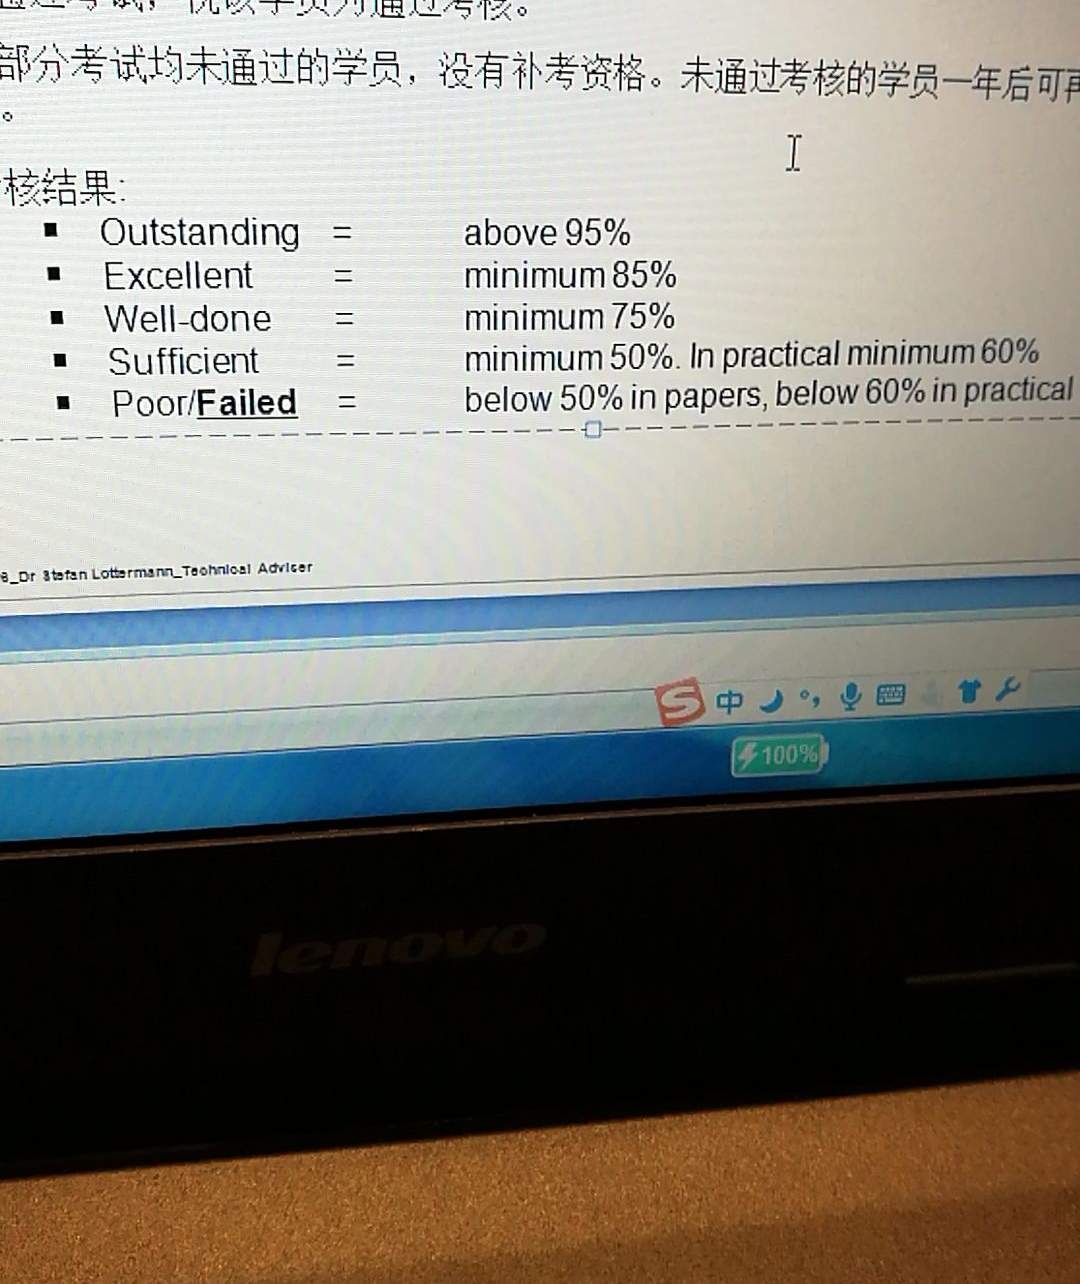 考试，视该学员为通过考核。
部分考试均未通过的学员，没有补考资格。未通过考核的学员一年后可再
。
核结果:
▪ Outstanding = above 95%
▪ Excellent = minimum 85%
▪ Well-done = minimum 75%
▪ Sufficient = minimum 50%. In practical minimum 60%
▪ Poor/Failed = below 50% in papers, below 60% in practical
_Dr Stefan Lottermann_Technical Adviser
S 中
100%
lenovo